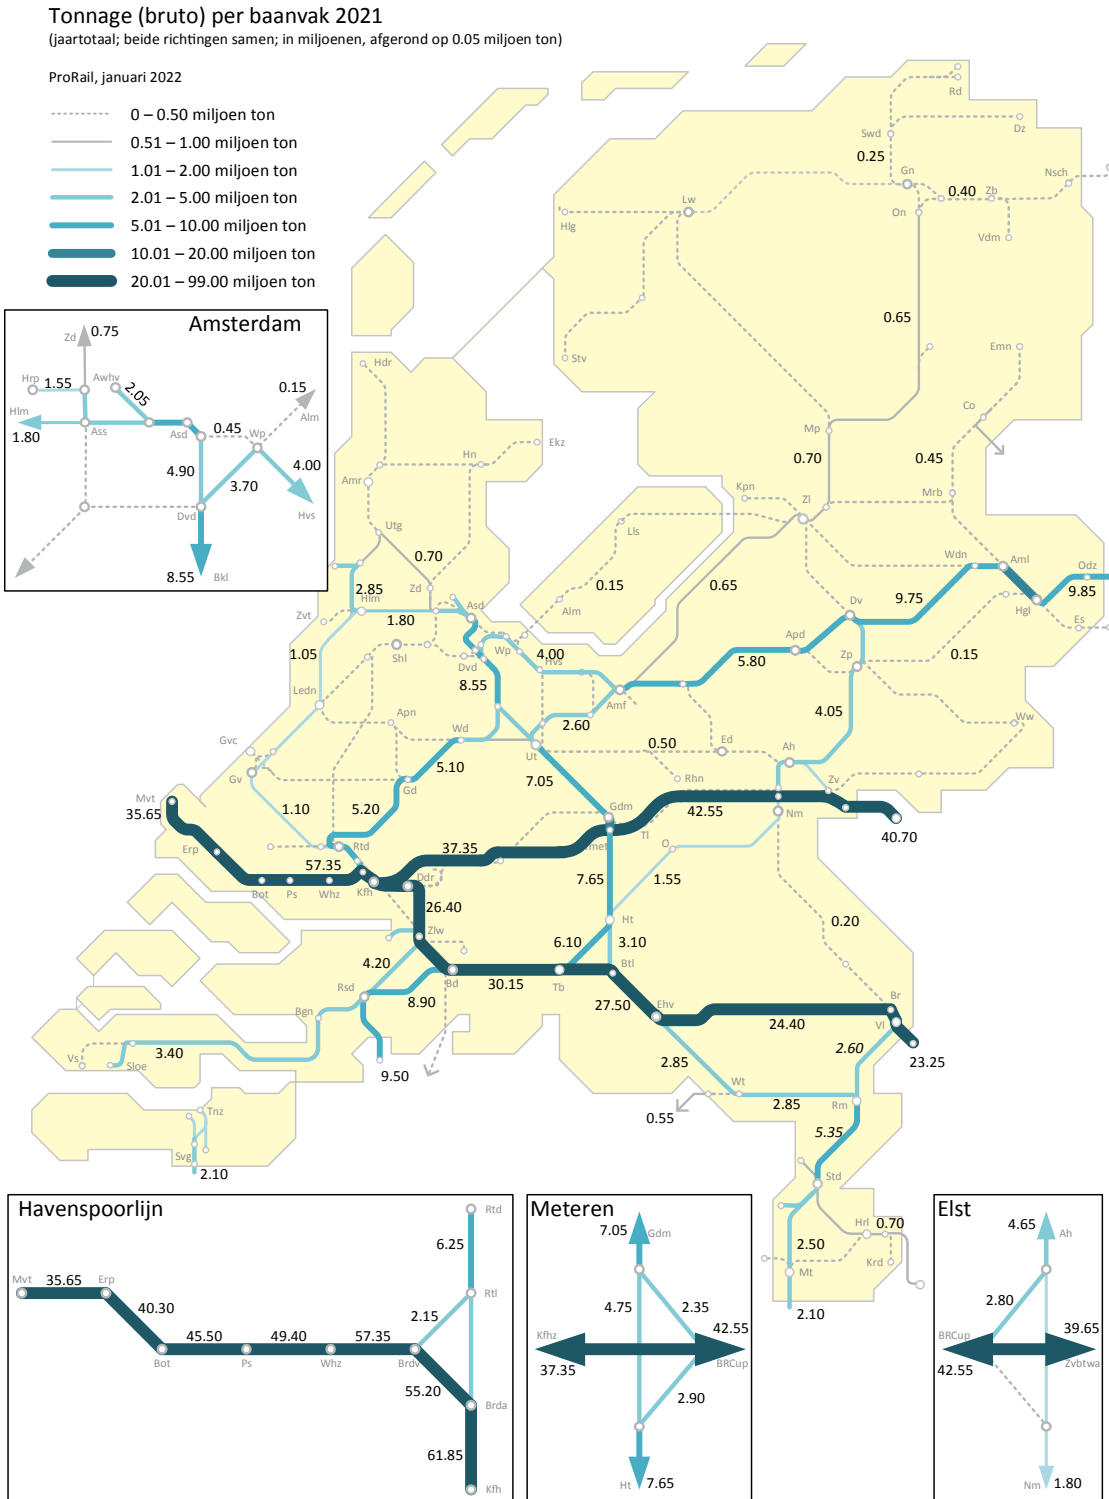 Tonnage (bruto) per baanvak 2021
(jaartotaal; beide richtingen samen; in miljoenen, afgerond op 0.05 miljoen ton)
ProRail, januari 2022
0 – 0.50 miljoen ton
0.51 – 1.00 miljoen ton
1.01 – 2.00 miljoen ton
2.01 – 5.00 miljoen ton
5.01 – 10.00 miljoen ton
10.01 – 20.00 miljoen ton
20.01 – 99.00 miljoen ton
Rd
Swd
Dz
0.25
Gn
Nsch
0.40
Zb
Lw
On
Hlg
Vdm
0.65
Stv
Emn
Co
Mp
0.70
0.45
Kpn
Zl
Mrb
Lls
Wdn
Aml
Odz
0.65
0.15
9.75
9.85
Hgl
Alm
Dv
Es
Apd
5.80
Zp
0.15
4.05
Ww
Amsterdam
Zd
0.75
Hrp
1.55
Awhv
2.05
0.15
Alm
Hlm
1.80
Ass
Asd
0.45
Wp
4.90
3.70
4.00
Hvs
Dvd
8.55
Bkl
Hdr
Ekz
Hn
Amr
Utg
0.70
Zd
2.85
Hlm
1.80
Asd
Zvt
Shl
Wp
4.00
Dvd
Hvs
1.05
8.55
Ledn
Amf
Apn
2.60
Wd
Gvc
Ut
0.50
Ed
Ah
Gv
5.10
Gd
7.05
Rhn
Zv
Mvt
35.65
1.10
5.20
Gdm
42.55
Nm
40.70
Tl
Rtd
Erp
57.35
37.35
met
O
Bot
Ps
Whz
Kfh
Ddr
7.65
1.55
26.40
Ht
0.20
Zlw
6.10
3.10
4.20
Btl
Rsd
8.90
Bd
30.15
Tb
27.50
Bgn
Ehv
24.40
Br
Vl
3.40
Vs
Sloe
9.50
2.85
2.60
23.25
Wt
2.85
Rm
0.55
Tnz
5.35
Svg
2.10
Std
Hrl
0.70
2.50
Krd
Mt
2.10
Havenspoorlijn
Rtd
6.25
Mvt
35.65
Erp
Rtl
40.30
2.15
45.50
49.40
57.35
Bot
Ps
Whz
Brdv
55.20
Brda
61.85
Kfh
Meteren
7.05
Gdm
4.75
2.35
Kfhz
42.55
37.35
BRCup
2.90
Ht
7.65
Elst
4.65
Ah
2.80
BRCup
39.65
42.55
Zvbtwa
Nm
1.80